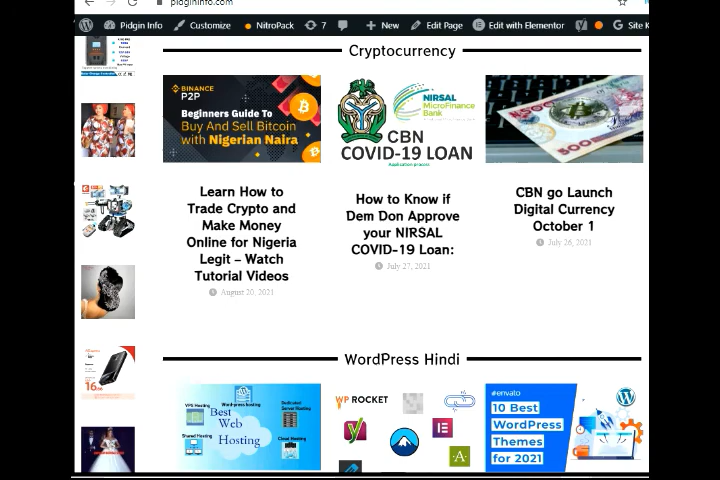 pidgininfo.com
Pidgin Info
Customize
NitroPack
7
New
Edit Page
Edit with Elementor
Site K
Cryptocurrency
BINANCE
P2P
Beginners Guide To
Buy And Sell Bitcoin
with Nigerian Naira
NIRSAL
MicroFinance
Bank
CBN
COVID-19 LOAN
Application process
Learn How to
Trade Crypto and
Make Money
Online for Nigeria
Legit – Watch
Tutorial Videos
August 20, 2021
How to Know if
Dem Don Approve
your NIRSAL
COVID-19 Loan:
July 27, 2021
CBN go Launch
Digital Currency
October 1
July 26, 2021
16
WordPress Hindi
VPS Hosting
Wordpress hosting
Dedicated
Server Hosting
Best
Web
Hosting
Shared Hosting
Cloud Hosting
WP ROCKET
#envato
10 Best
WordPress
Themes
for 2021